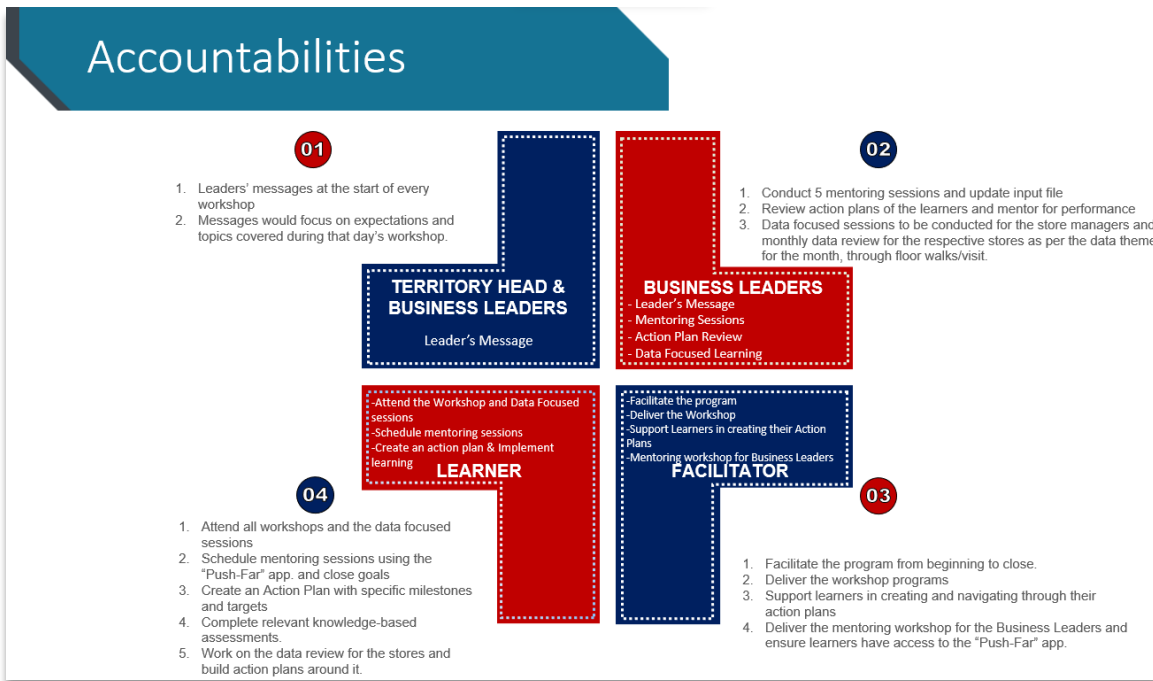 Accountabilities
01
1. Leaders’ messages at the start of every
workshop
2. Messages would focus on expectations and
topics covered during that day’s workshop.
TERRITORY HEAD &
BUSINESS LEADERS
Leader’s Message
02
1. Conduct 5 mentoring sessions and update input file
2. Review action plans of the learners and mentor for performance
3. Data focused sessions to be conducted for the store managers and
monthly data review for the respective stores as per the data theme
for the month, through floor walks/visit.
BUSINESS LEADERS
- Leader’s Message
- Mentoring Sessions
- Action Plan Review
- Data Focused Learning
-Attend the Workshop and Data Focused
sessions
-Schedule mentoring sessions
-Create an action plan & Implement
learning
LEARNER
04
1. Attend all workshops and the data focused
sessions
2. Schedule mentoring sessions using the
“Push-Far” app. and close goals
3. Create an Action Plan with specific milestones
and targets
4. Complete relevant knowledge-based
assessments.
5. Work on the data review for the stores and
build action plans around it.
-Facilitate the program
-Deliver the Workshop
-Support Learners in creating their Action
Plans
-Mentoring workshop for Business Leaders
FACILITATOR
03
1. Facilitate the program from beginning to close.
2. Deliver the workshop programs
3. Support learners in creating and navigating through their
action plans
4. Deliver the mentoring workshop for the Business Leaders and
ensure learners have access to the “Push-Far” app.